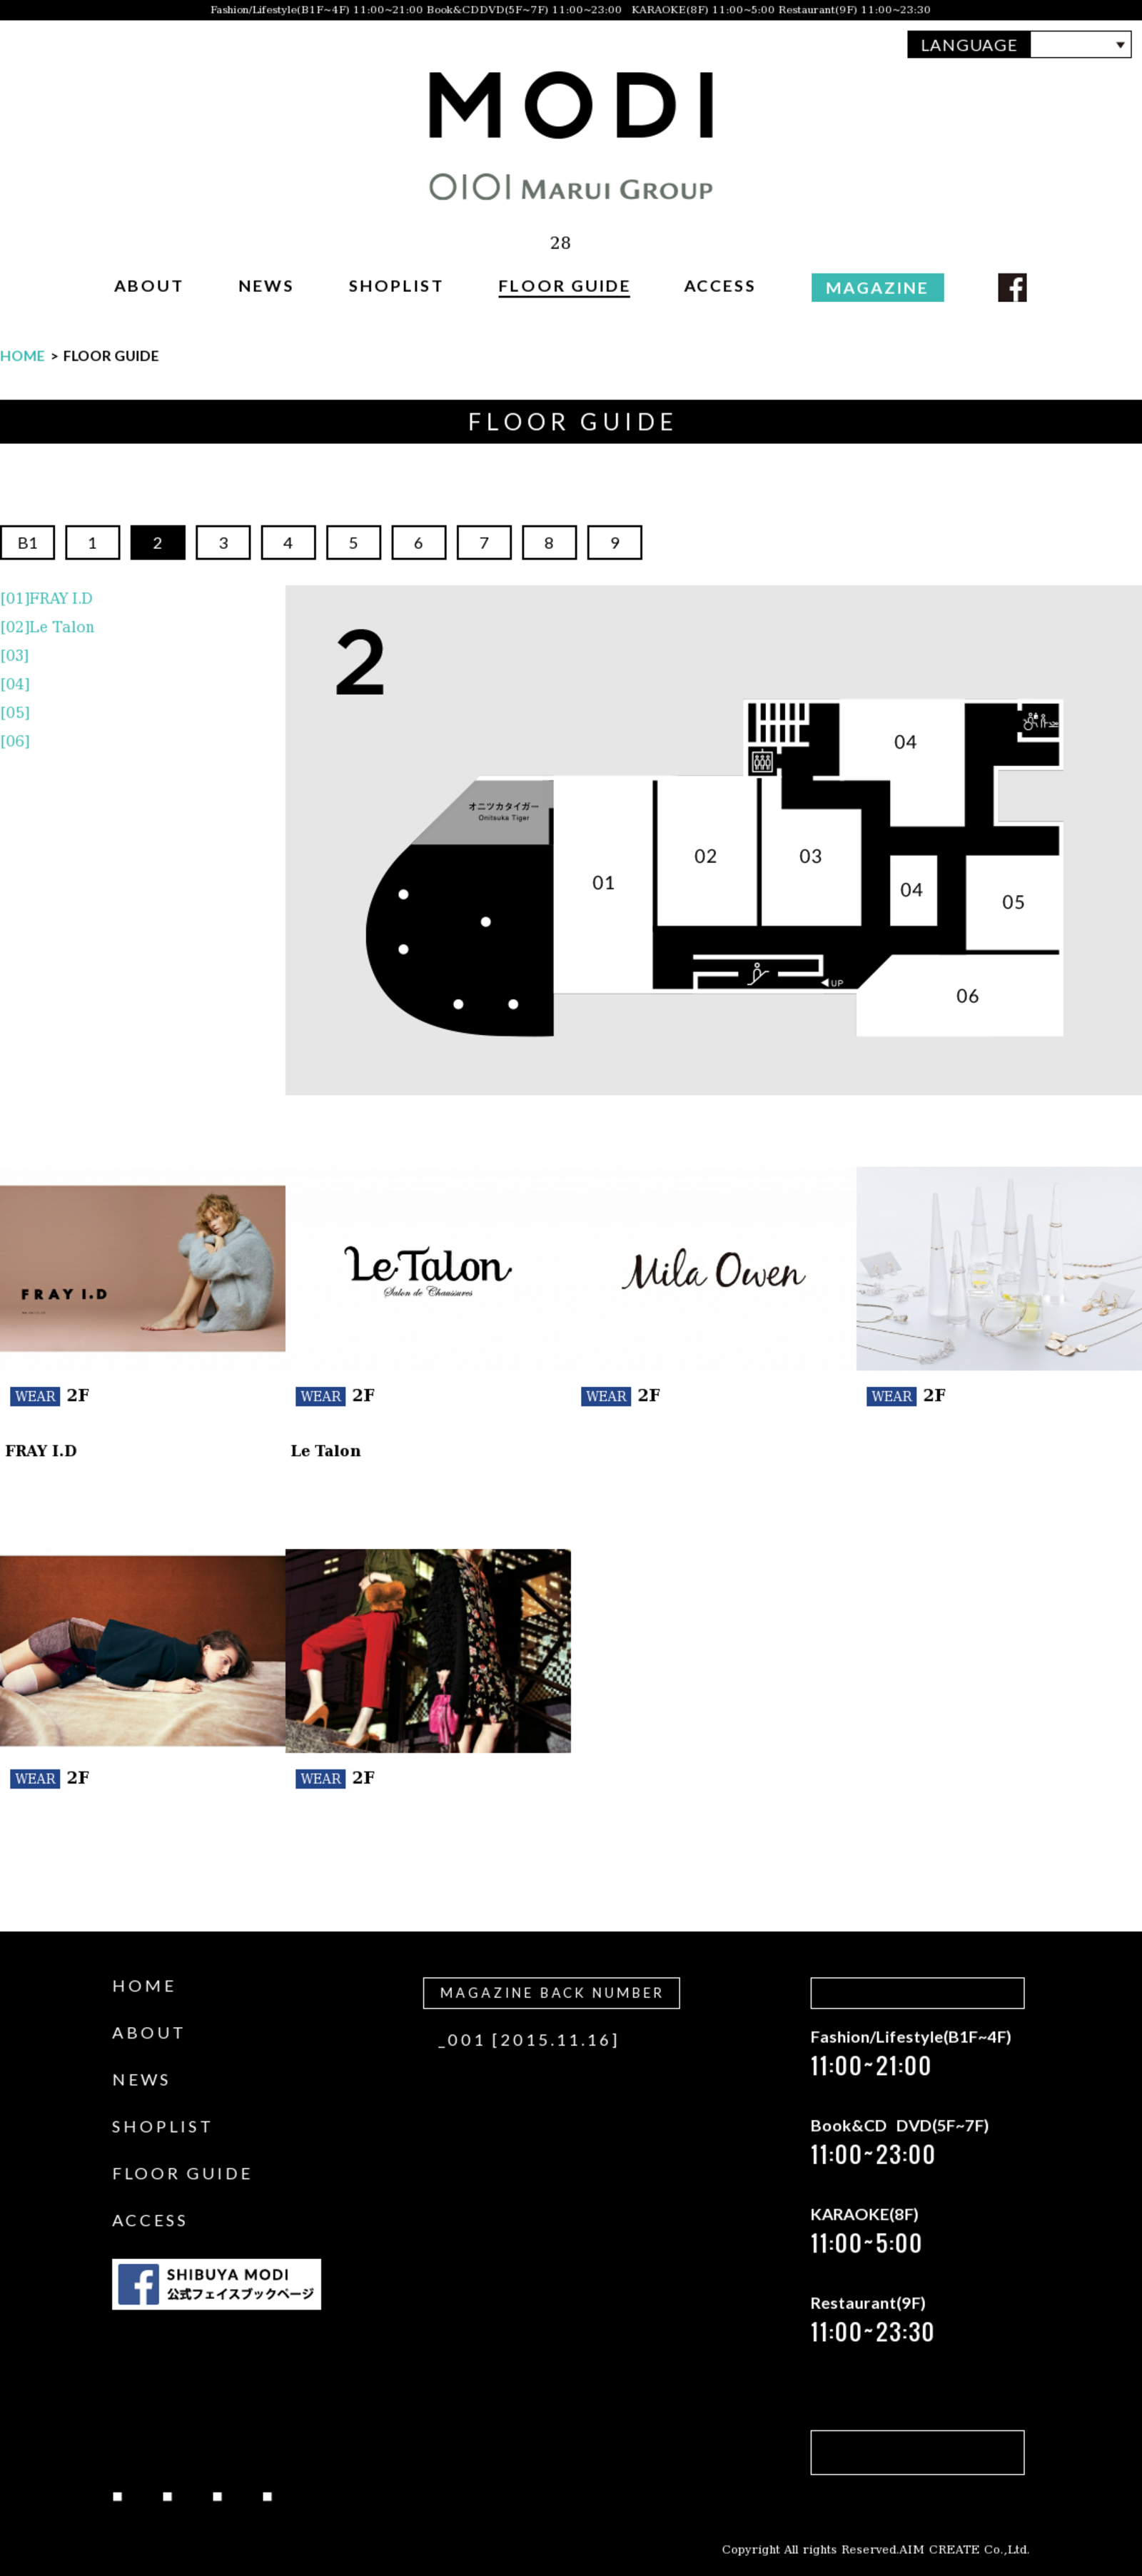 Fashion/Lifestyle(B1F~4F) 11:00~21:00 Book&CDDVD(5F~7F) 11:00~23:00 KARAOKE(8F) 11:00~5:00 Restaurant(9F) 11:00~23:30
LANGUAGE
MODI
OIOI MARUI GROUP
28
ABOUT NEWS SHOPLIST FLOOR GUIDE ACCESS MAGAZINE
HOME > FLOOR GUIDE
FLOOR GUIDE
B1 1 2 3 4 5 6 7 8 9
[01]FRAY I.D
[02]Le Talon
[03]
[04]
[05]
[06]
2
04
オニツカタイガー
Onitsuka Tiger
01
02
03
04
05
UP
06
FRAY I.D
Le Talon
Salon de Chaussures
Mila Owen
WEAR 2F
WEAR 2F
WEAR 2F
WEAR 2F
FRAY I.D
Le Talon
WEAR 2F
WEAR 2F
HOME
ABOUT
NEWS
SHOPLIST
FLOOR GUIDE
ACCESS
SHIBUYA MODI
公式フェイスブックページ
MAGAZINE BACK NUMBER
_001 [2015.11.16]
Fashion/Lifestyle(B1F~4F)
11:00~21:00
Book&CD DVD(5F~7F)
11:00~23:00
KARAOKE(8F)
11:00~5:00
Restaurant(9F)
11:00~23:30
Copyright All rights Reserved.AIM CREATE Co.,Ltd.